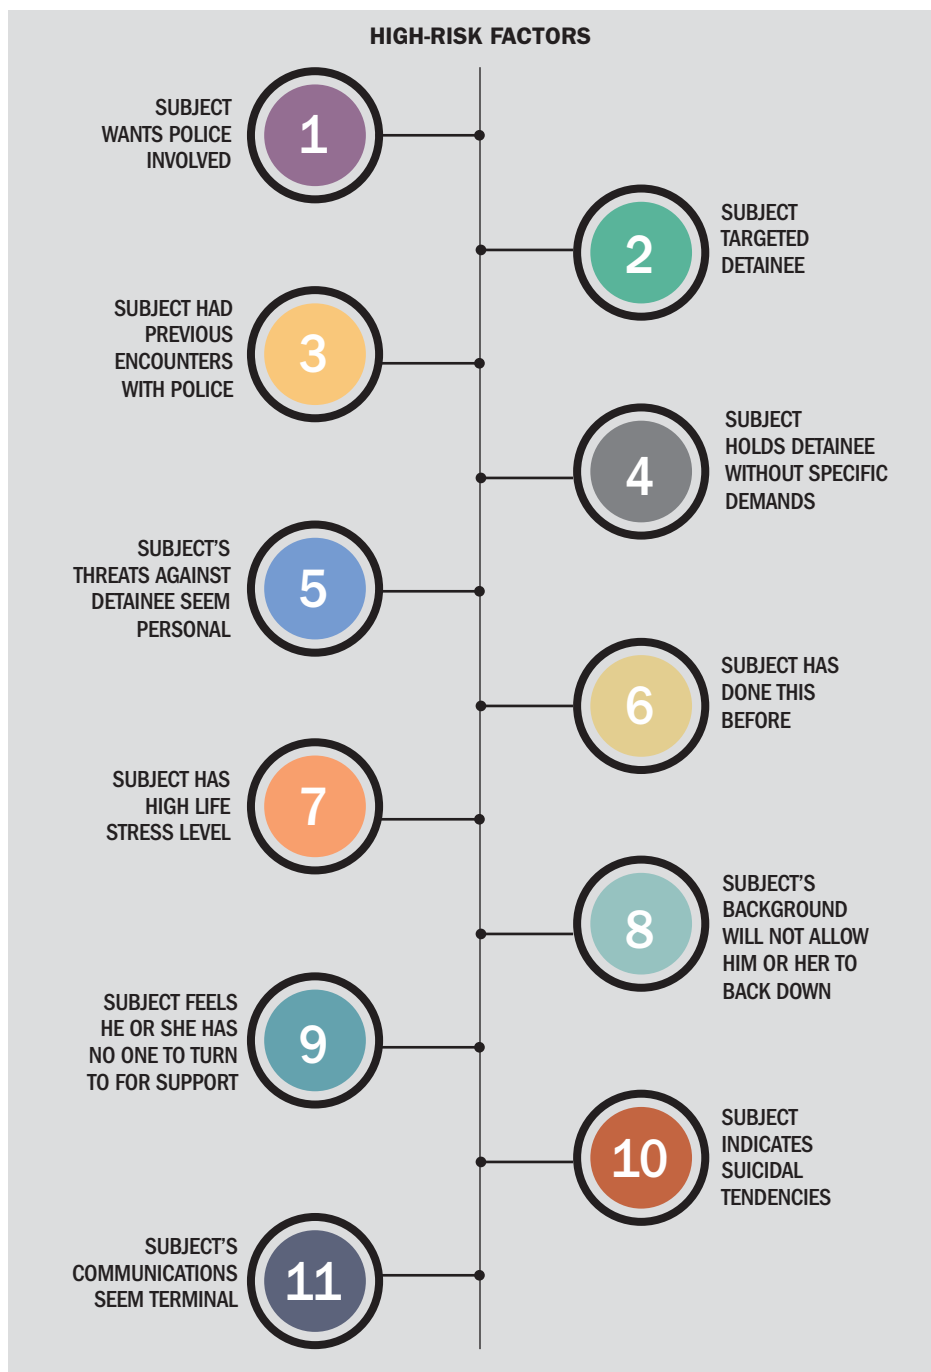 HIGH-RISK FACTORS
SUBJECT
WANTS POLICE
INVOLVED
1
2
SUBJECT
TARGETED
DETAINEE
SUBJECT HAD
PREVIOUS
ENCOUNTERS
WITH POLICE
3
4
SUBJECT
HOLDS DETAINEE
WITHOUT SPECIFIC
DEMANDS
SUBJECT'S
THREATS AGAINST
DETAINEE SEEM
PERSONAL
5
6
SUBJECT HAS
DONE THIS
BEFORE
SUBJECT HAS
HIGH LIFE
STRESS LEVEL
7
8
SUBJECT'S
BACKGROUND
WILL NOT ALLOW
HIM OR HER TO
BACK DOWN
SUBJECT FEELS
HE OR SHE HAS
NO ONE TO TURN
TO FOR SUPPORT
9
10
SUBJECT
INDICATES
SUICIDAL
TENDENCIES
SUBJECT'S
COMMUNICATIONS
SEEM TERMINAL
11